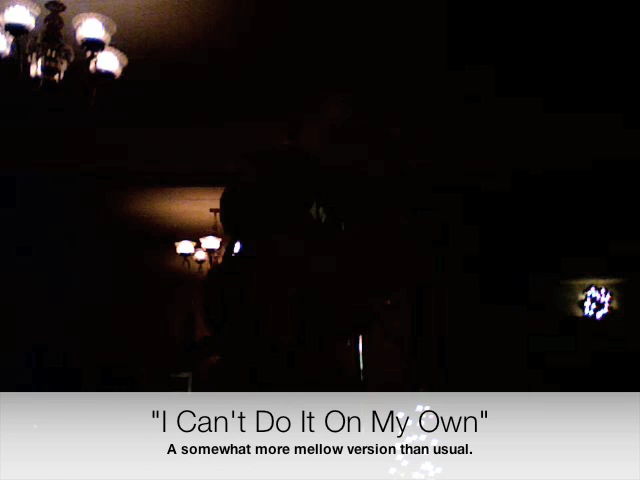 "I Can't Do It On My Own"
A somewhat more mellow version than usual.